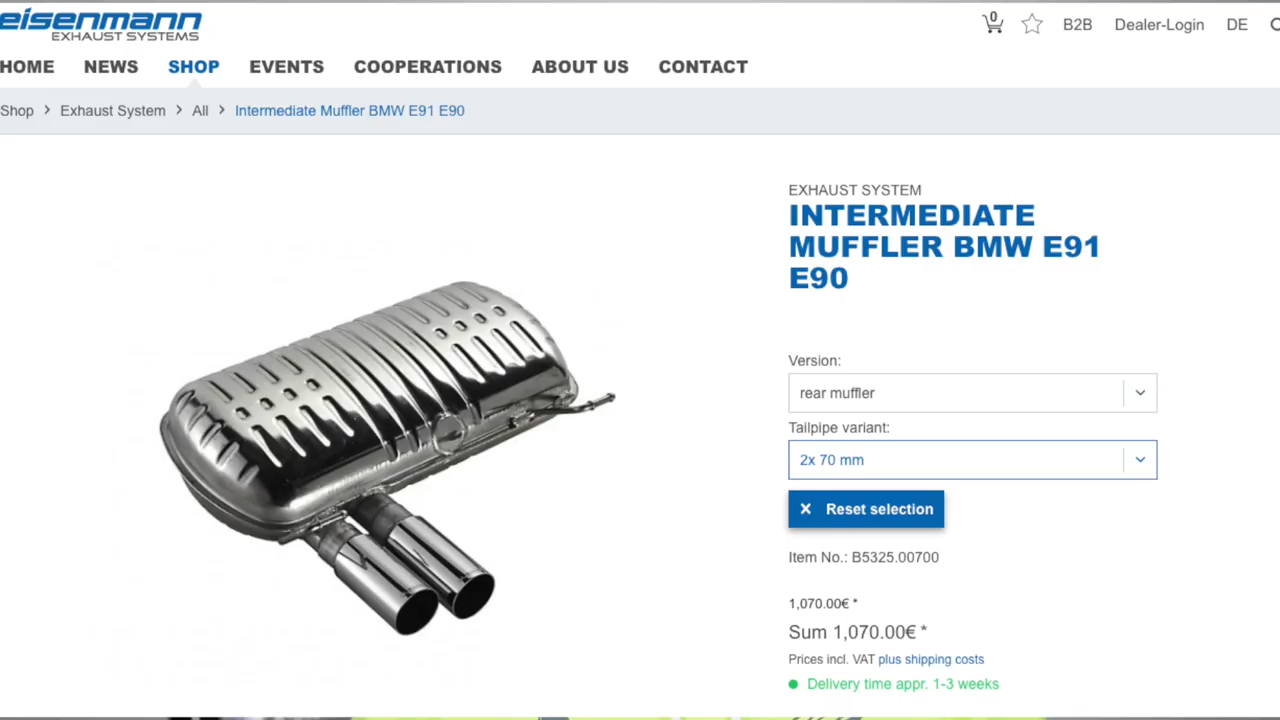 eisenmann
EXHAUST SYSTEMS
0
B2B Dealer-Login DE
HOME NEWS SHOP EVENTS COOPERATIONS ABOUT US CONTACT
Shop > Exhaust System > All > Intermediate Muffler BMW E91 E90
EXHAUST SYSTEM
INTERMEDIATE
MUFFLER BMW E91
E90
Version:
rear muffler
Tailpipe variant:
2x 70 mm
× Reset selection
Item No.: B5325.00700
1,070.00€ *
Sum 1,070.00€ *
Prices incl. VAT plus shipping costs
Delivery time appr. 1-3 weeks